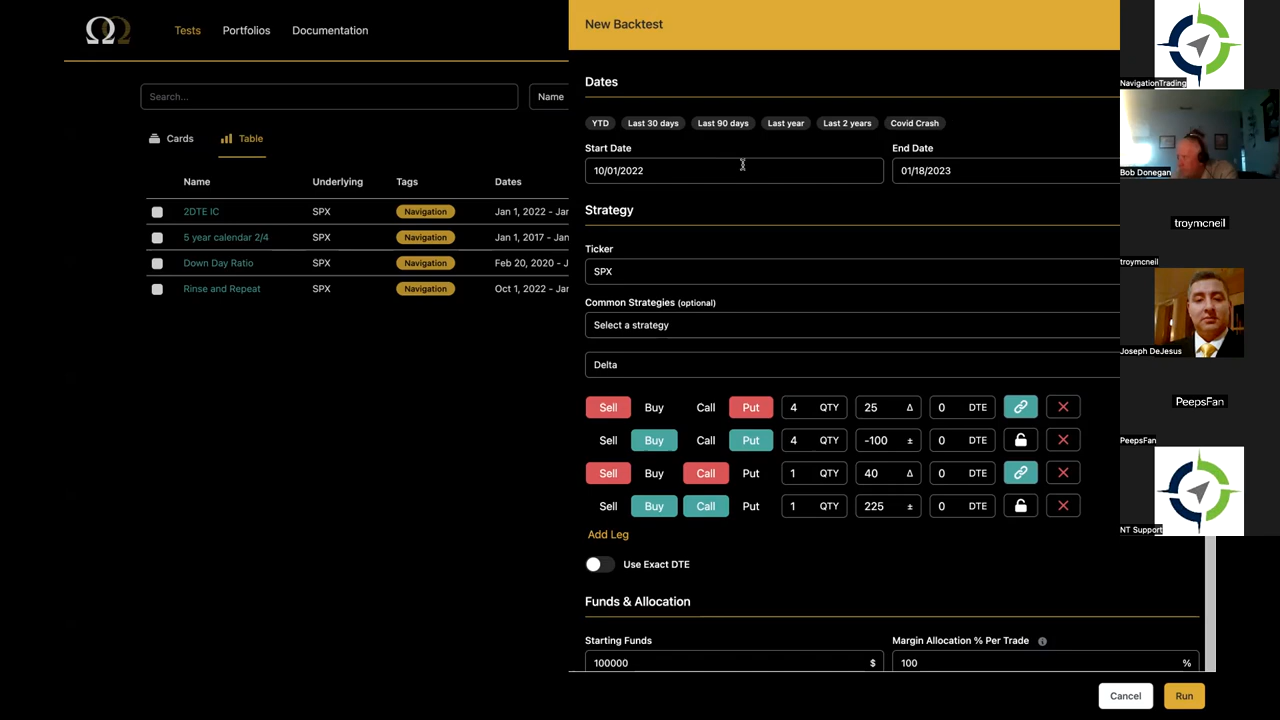 Tests Portfolios Documentation
New Backtest
NavigationTrading
Search...
Name
Dates
YTD Last 30 days Last 90 days Last year Last 2 years Covid Crash
Cards Table
Start Date End Date
10/01/2022 01/18/2023
Bob Donegan
Name Underlying Tags Dates
2DTE IC SPX Navigation Jan 1, 2022 - Jan
5 year calendar 2/4 SPX Navigation Jan 1, 2017 - Jan
Down Day Ratio SPX Navigation Feb 20, 2020 - J
Rinse and Repeat SPX Navigation Oct 1, 2022 - Jan
Strategy
troymcneil
Ticker
troymcneil
SPX
Common Strategies (optional)
Select a strategy
Joseph DeJesus
Delta
Sell Buy Call Put 4 QTY 25 Δ 0 DTE
PeepsFan
Sell Buy Call Put 4 QTY -100 ± 0 DTE
PeepsFan
Sell Buy Call Put 1 QTY 40 Δ 0 DTE
Sell Buy Call Put 1 QTY 225 ± 0 DTE
NT Support
Add Leg
Use Exact DTE
Funds & Allocation
Starting Funds Margin Allocation % Per Trade
100000 $ 100 %
Cancel Run